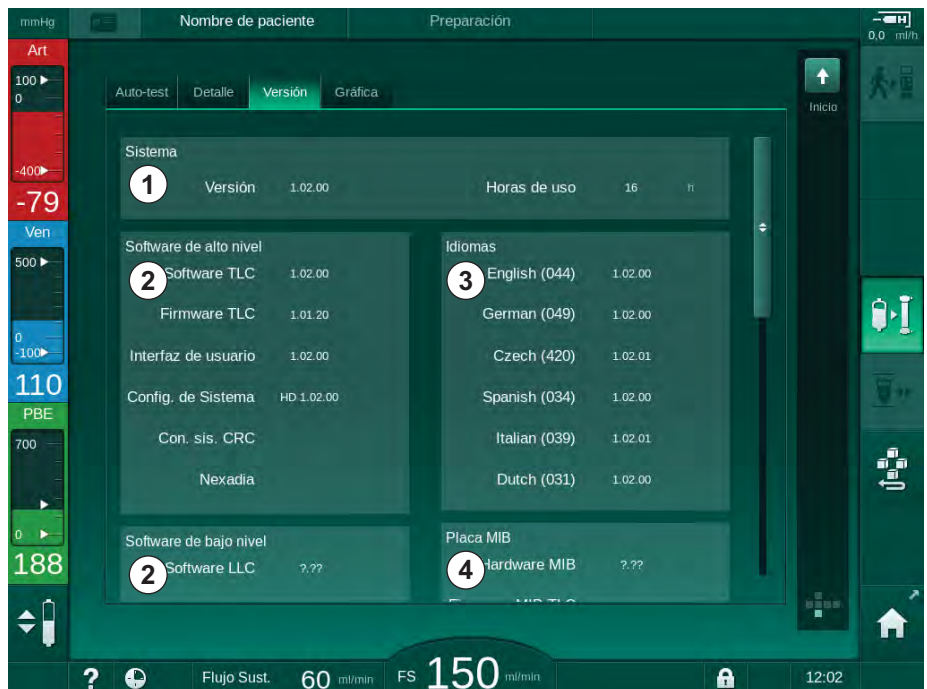 mmHg
Nombre de paciente
Preparación
0,0 ml/h
Art
100
0
-400
-79
Ven
500
0
-100
110
PBE
700
0
188
Auto-test Detalle Versión Gráfica
Inicio
Sistema
1
Versión 1.02.00 Horas de uso 16 h
Software de alto nivel
2
Software TLC 1.02.00
Firmware TLC 1.01.20
Interfaz de usuario 1.02.00
Config. de Sistema HD 1.02.00
Con. sis. CRC
Nexadia
Idiomas
3
English (044) 1.02.00
German (049) 1.02.00
Czech (420) 1.02.01
Spanish (034) 1.02.00
Italian (039) 1.02.01
Dutch (031) 1.02.00
Software de bajo nivel
2
Software LLC ?.??
Placa MIB
4
Hardware MIB ?.??
? Flujo Sust. 60 ml/min FS 150 ml/min 12:02